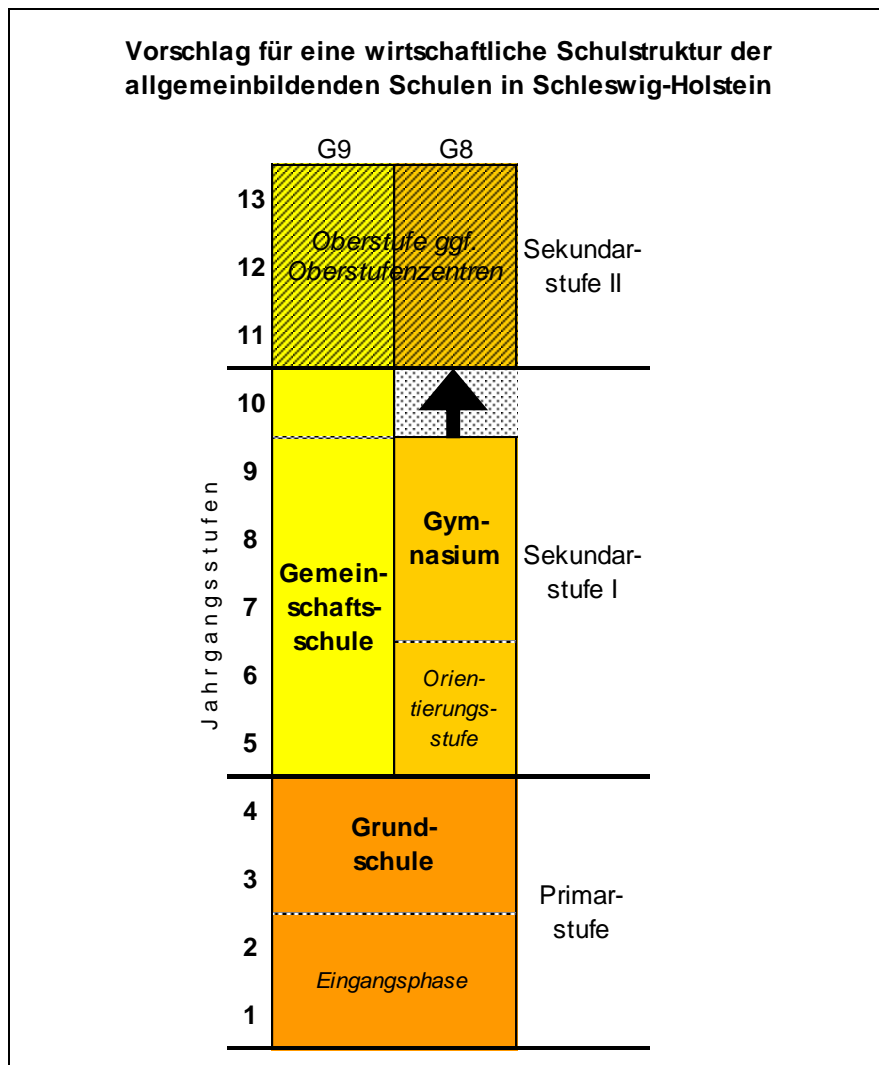 Vorschlag für eine wirtschaftliche Schulstruktur der
allgemeinbildenden Schulen in Schleswig-Holstein
G9 G8
13
12
11
Oberstufe ggf.
Oberstufenzentren
Sekundar-
stufe II
10
9
8
7
6
5
Jahrgangsstufen
Gemein-
schafts-
schule
Gym-
nasium
Orien-
tierungs-
stufe
Sekundar-
stufe I
4
3
2
1
Grund-
schule
Eingangsphase
Primar-
stufe